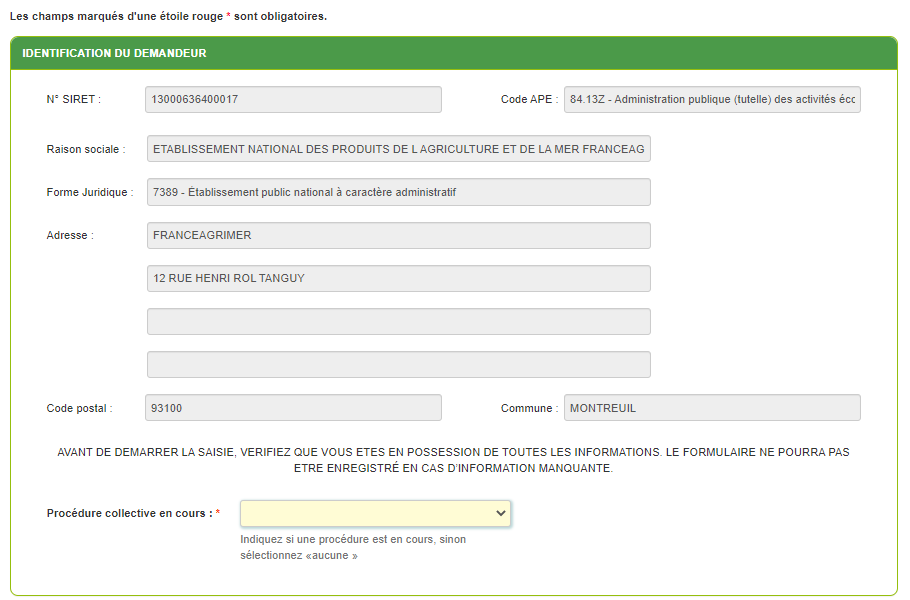 Les champs marqués d'une étoile rouge * sont obligatoires.
IDENTIFICATION DU DEMANDEUR
N° SIRET : 13000636400017 Code APE : 84.13Z - Administration publique (tutelle) des activités éco
Raison sociale : ETABLISSEMENT NATIONAL DES PRODUITS DE L AGRICULTURE ET DE LA MER FRANCEAG
Forme Juridique : 7389 - Établissement public national à caractère administratif
Adresse : FRANCEAGRIMER
12 RUE HENRI ROL TANGUY
Code postal : 93100 Commune : MONTREUIL
AVANT DE DEMARRER LA SAISIE, VERIFIEZ QUE VOUS ETES EN POSSESSION DE TOUTES LES INFORMATIONS. LE FORMULAIRE NE POURRA PAS
ETRE ENREGISTRÉ EN CAS D'INFORMATION MANQUANTE.
Procédure collective en cours : *
Indiquez si une procédure est en cours, sinon
sélectionnez «aucune »